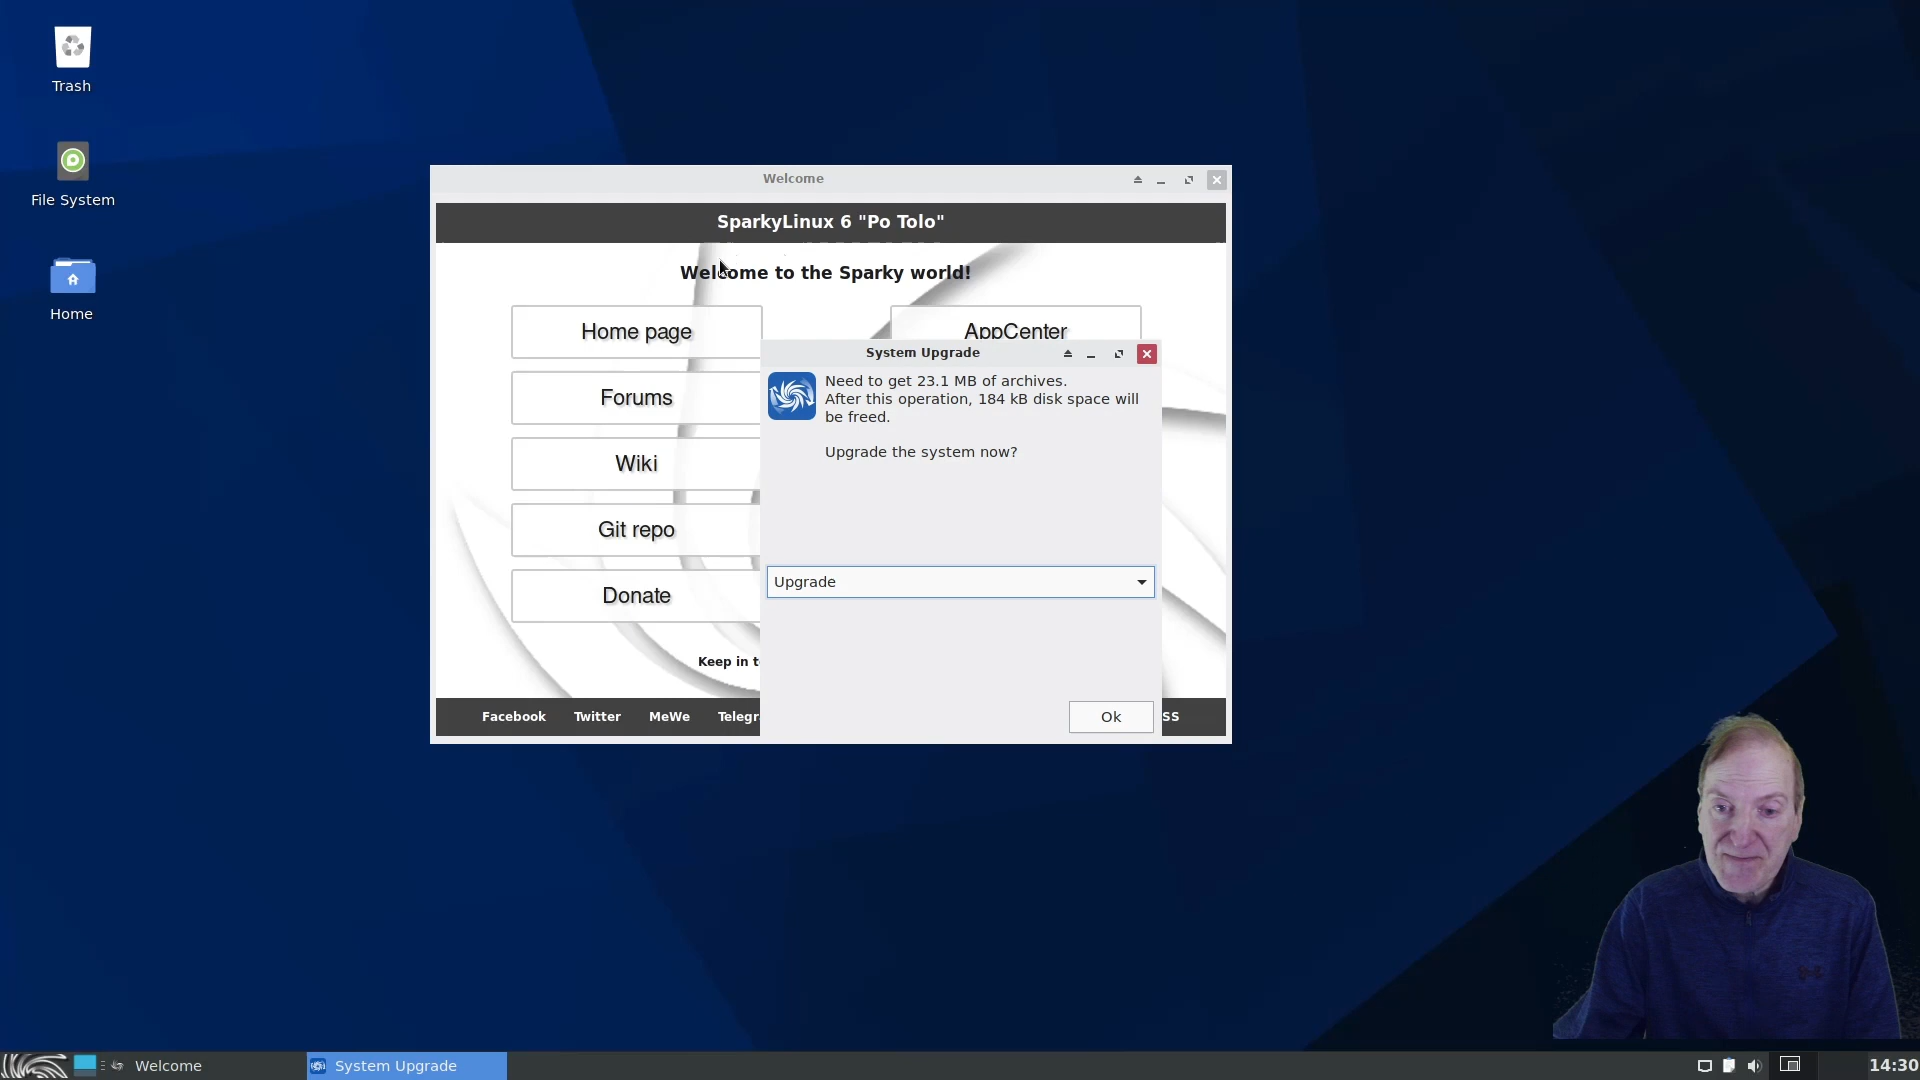 Trash
File System
Home
Welcome
SparkyLinux 6 "Po Tolo"
Welcome to the Sparky world!
Home page
AppCenter
Forums
Wiki
Git repo
Donate
Keep in
Facebook Twitter MeWe
System Upgrade
Need to get 23.1 MB of archives.
After this operation, 184 kB disk space will
be freed.
Upgrade the system now?
Upgrade
Ok
Welcome
System Upgrade
14:30